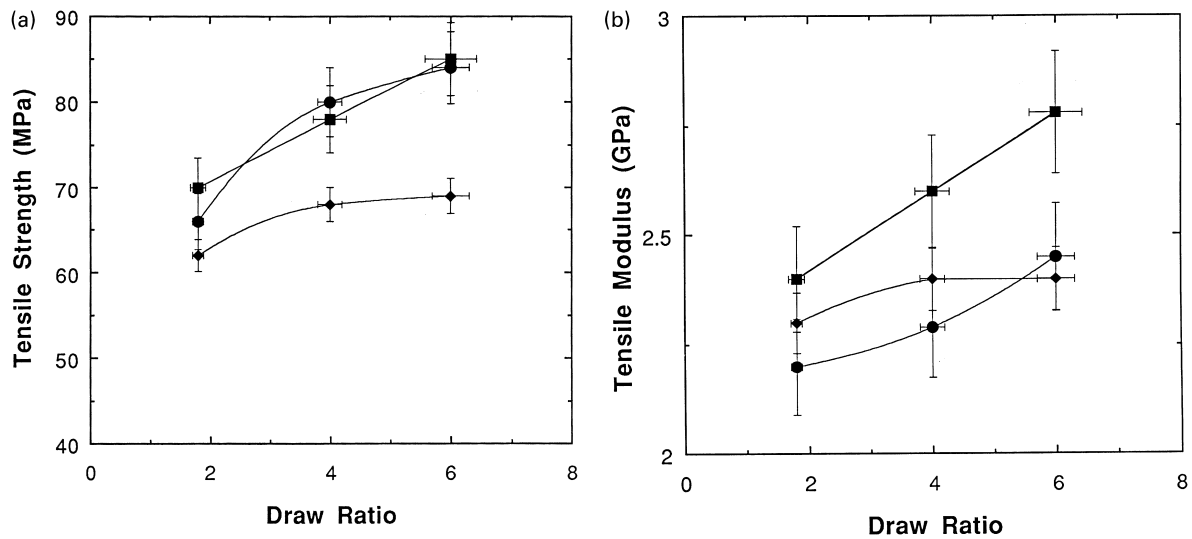 (a)
90
80
70
60
50
40
Tensile Strength (MPa)
0 2 4 6 8
Draw Ratio
(b)
3
2.5
2
Tensile Modulus (GPa)
0 2 4 6 8
Draw Ratio